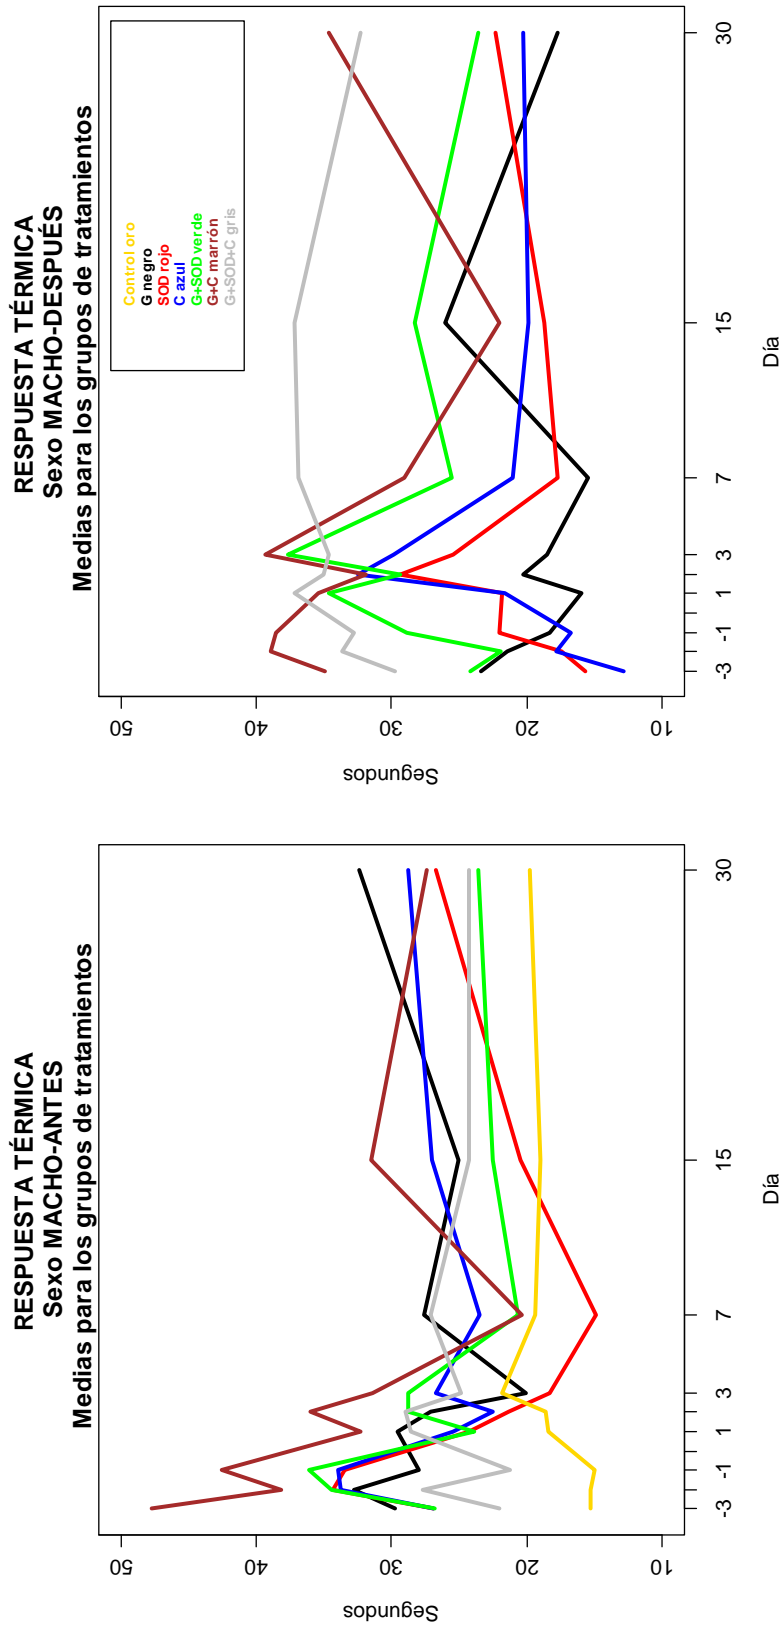 RESPUESTA TÉRMICA
Sexo MACHO-ANTES
Medias para los grupos de tratamientos
50
40
30
20
10
Segundos
-3
-1
1
3
7
15
30
Día
RESPUESTA TÉRMICA
Sexo MACHO-DESPUÉS
Medias para los grupos de tratamientos
Control oro
G negro
SOD rojo
C azul
G+SOD verde
G+C marrón
G+SOD+C gris
50
40
30
20
10
Segundos
-3
-1
1
3
7
15
30
Día